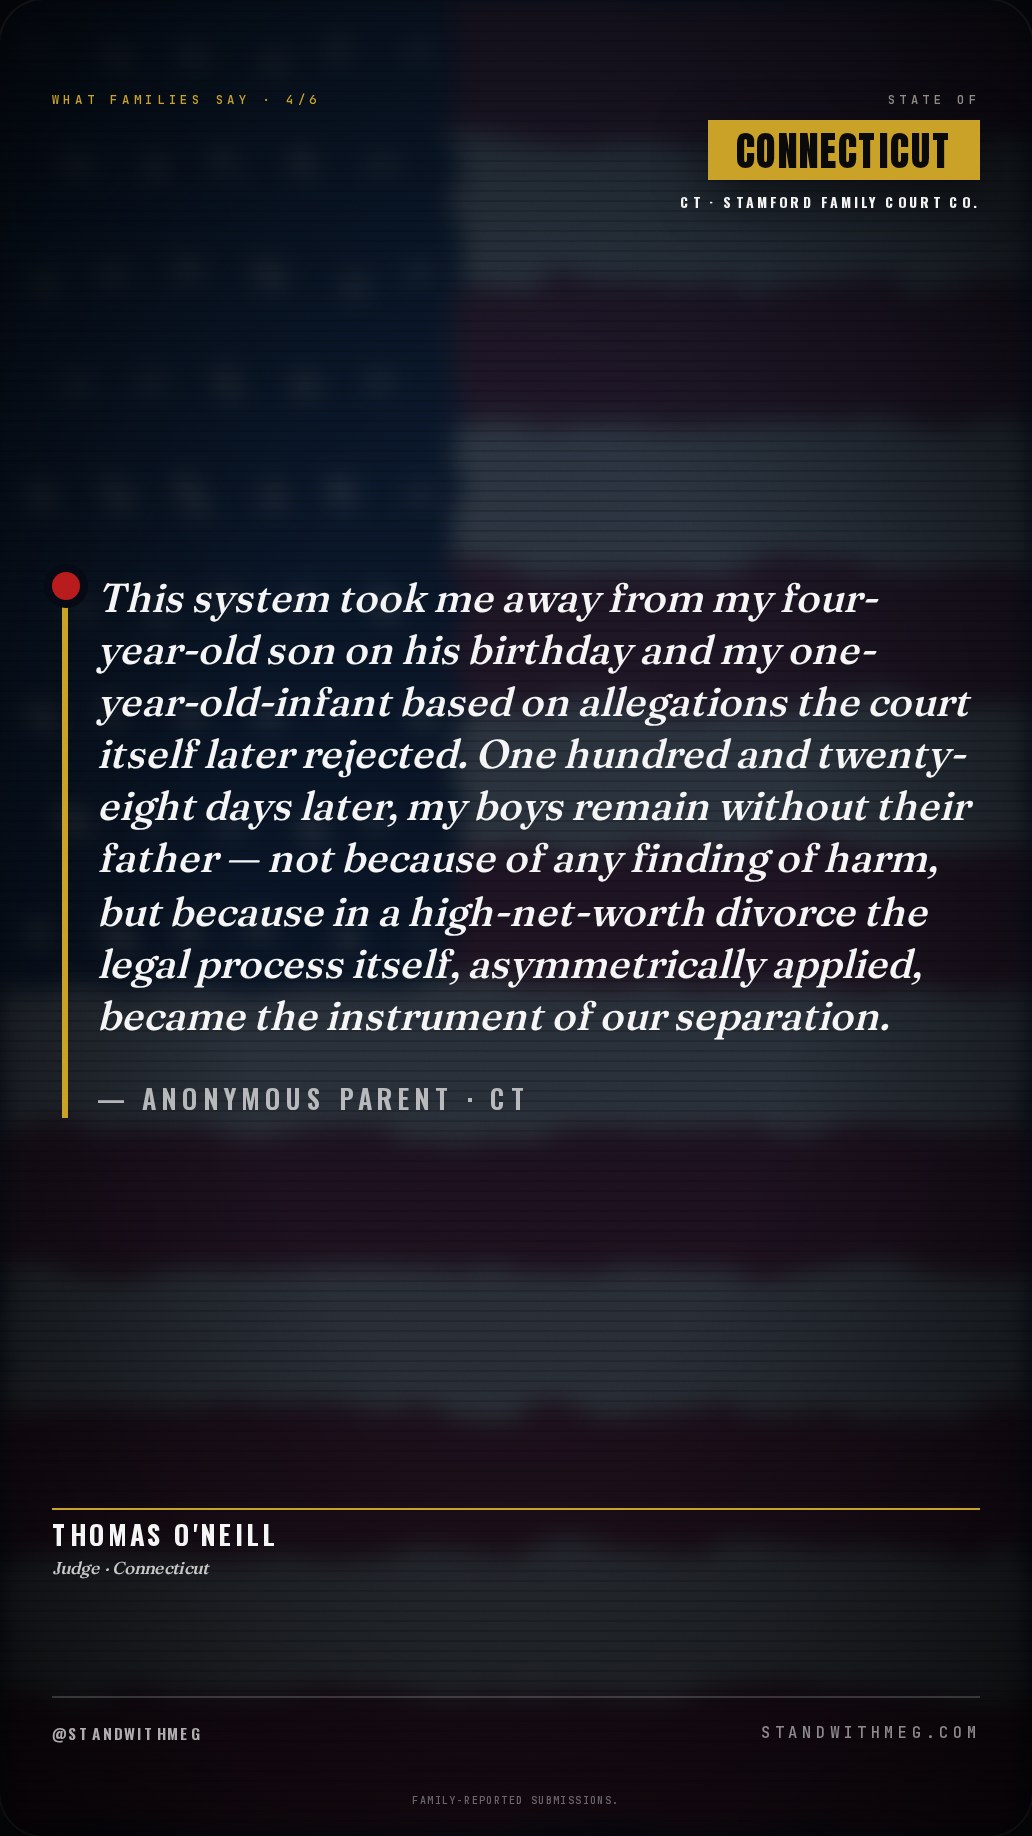 WHAT FAMILIES SAY · 4/6
STATE OF
CONNECTICUT
CT · STAMFORD FAMILY COURT CO.
This system took me away from my four-
year-old son on his birthday and my one-
year-old-infant based on allegations the court
itself later rejected. One hundred and twenty-
eight days later, my boys remain without their
father — not because of any finding of harm,
but because in a high-net-worth divorce the
legal process itself, asymmetrically applied,
became the instrument of our separation.
— ANONYMOUS PARENT · CT
THOMAS O'NEILL
Judge · Connecticut
@STANDWITHMEG
STANDWITHMEG.COM
FAMILY-REPORTED SUBMISSIONS.